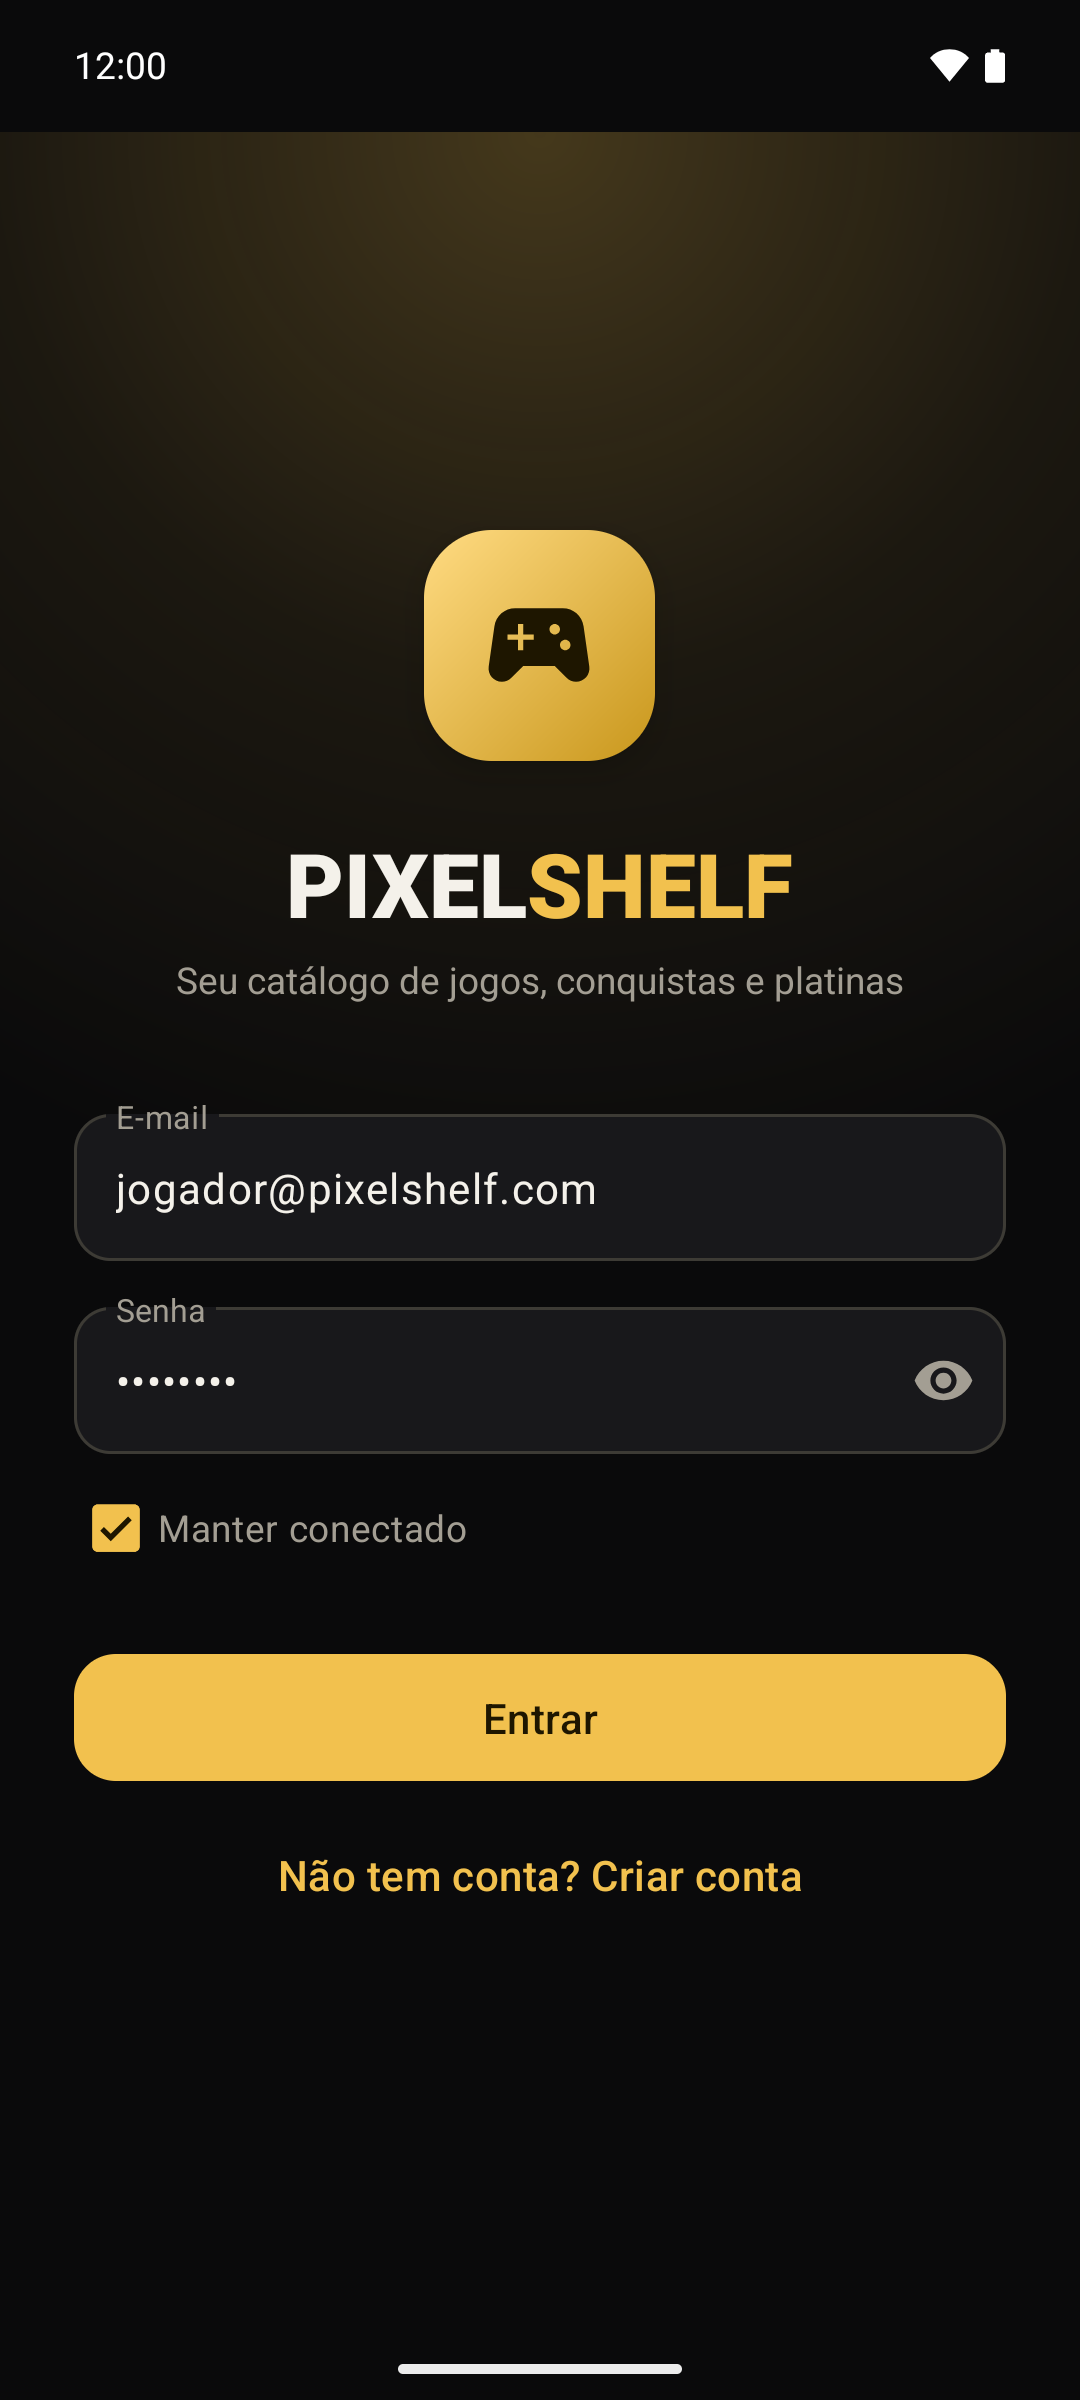 12:00
PIXELSHELF
Seu catálogo de jogos, conquistas e platinas
E-mail
jogador@pixelshelf.com
Senha
••••••••
Manter conectado
Entrar
Não tem conta? Criar conta